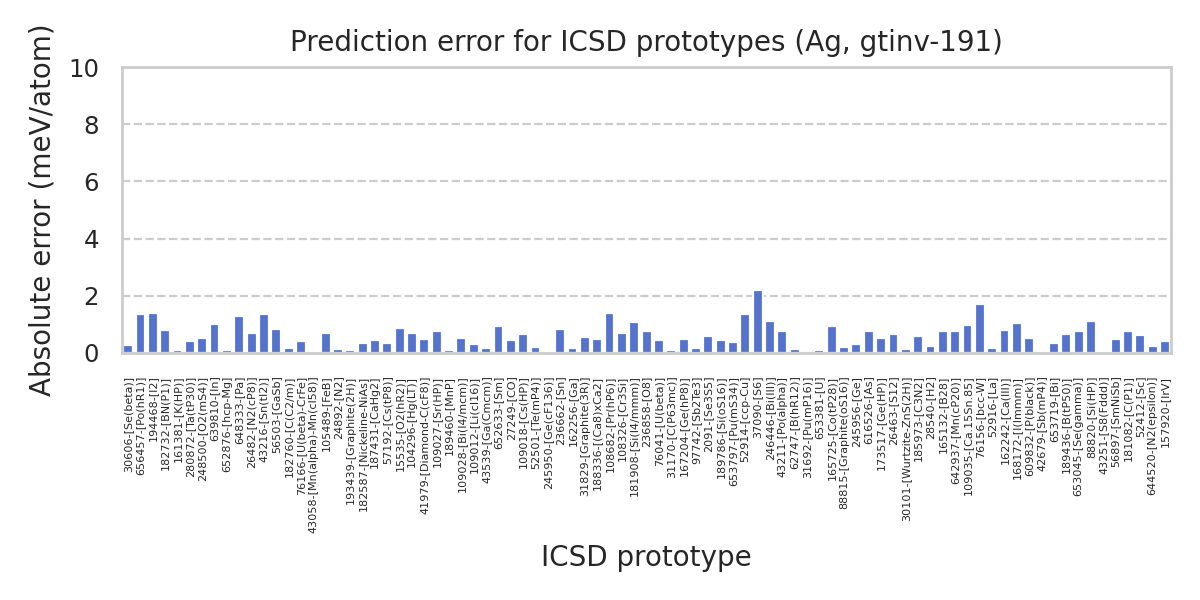 Prediction error for ICSD prototypes (Ag, gtinv-191)
Absolute error (meV/atom)
10
8
6
4
2
0
30606-[Se(beta)]
656457-[Po(hR1)]
194468-[I2]
182732-[BN(P1)]
161381-[K(HP)]
280872-[Ta(tP30)]
248500-[O2(mS4)]
639810-[In]
652876-[hcp-Mg]
648333-[Pa]
26482-[N2(cP8)]
43216-[Sn(tI2)]
56503-[GaSb]
182760-[C(C2/m)]
76166-[U(beta)-CrFe]
43058-[Mn(alpha)-Mn(cI58)]
105489-[FeB]
24892-[N2]
193439-[Graphite(2H)]
182587-[Nickeline-NiAs]
187431-[CaHg2]
57192-[Cs(tP8)]
15535-[O2(hR2)]
104296-[Hg(LT)]
41979-[Diamond-C(cF8)]
109027-[Sr(HP)]
189460-[MnP]
109028-[Bi(I4/mcm)]
109012-[Li(cI16)]
43539-[Ga(Cmcm)]
652633-[Sm]
27249-[CO]
109018-[Cs(HP)]
52501-[Te(mP4)]
245950-[Ge(cF136)]
236662-[Sn]
162256-[Ga]
31829-[Graphite(3R)]
188336-[(Ca8)xCa2]
108682-[Pr(hP6)]
108326-[Cr3Si]
181908-[Si(I4/mmm)]
236858-[O8]
76041-[U(beta)]
31170-[C(P63mc)]
167204-[Ge(hP8)]
97742-[Sb2Te3]
2091-[Se3S5]
189786-[Si(oS16)]
653797-[Pu(mS34)]
52914-[ccp-Cu]
37090-[S6]
246446-[Bi(III)]
43211-[Po(alpha)]
62747-[B(hR12)]
31692-[Pu(mP16)]
653381-[U]
165725-[Co(tP28)]
88815-[Graphite(oS16)]
245956-[Ge]
16626-[As]
173517-[Ge(HP)]
26463-[S12]
30101-[Wurtzite-ZnS(2H)]
185973-[C3N2]
28540-[H2]
165132-[B28]
642937-[Mn(cP20)]
109035-[Ca.15Sn.85]
76156-[bcc-W]
52916-[La]
162242-[Ca(III)]
168172-[I(Immm)]
609832-[P(black)]
42679-[Sb(mP4)]
653719-[Bi]
189436-[B(tP50)]
653045-[Se(gamma)]
88820-[Si(HP)]
43251-[S8(Fddd)]
56897-[SmNiSb]
181082-[C(P1)]
52412-[Sc]
644520-[N2(epsilon)]
157920-[IrV]
ICSD prototype